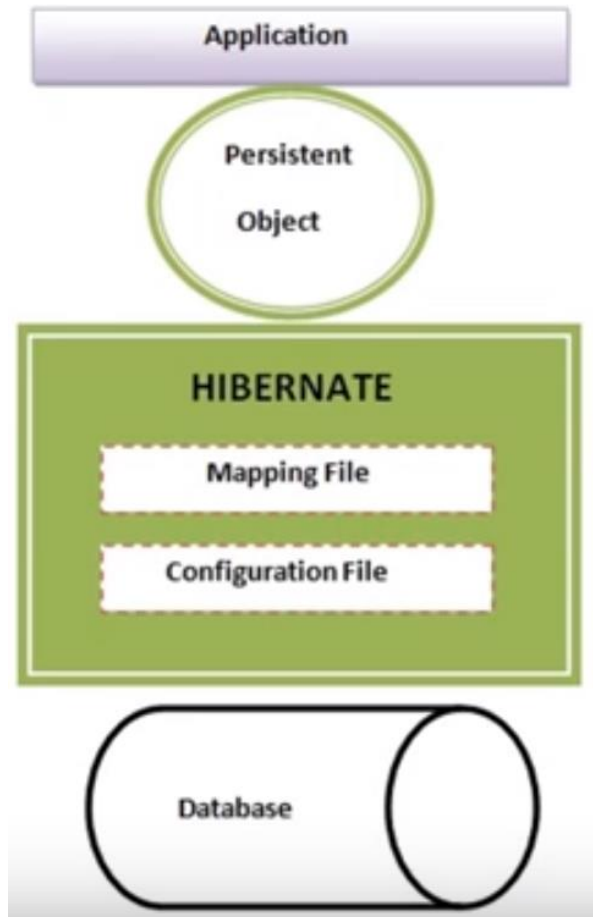 Application
Persistent
Object
HIBERNATE
Mapping File
Configuration File
Database